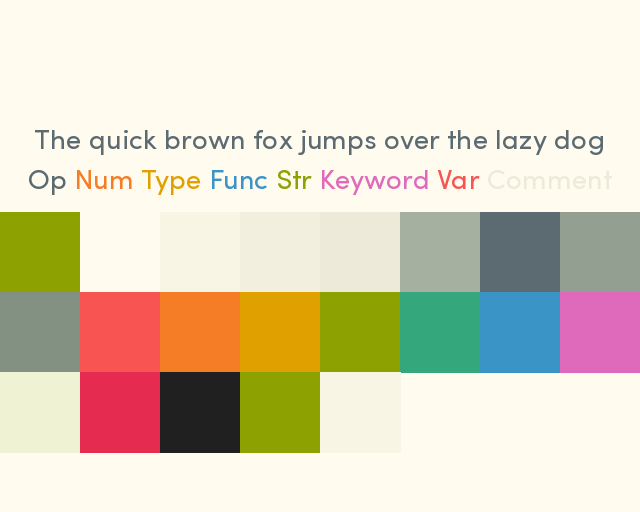 The quick brown fox jumps over the lazy dog
Op Num Type Func Str Keyword Var Comment